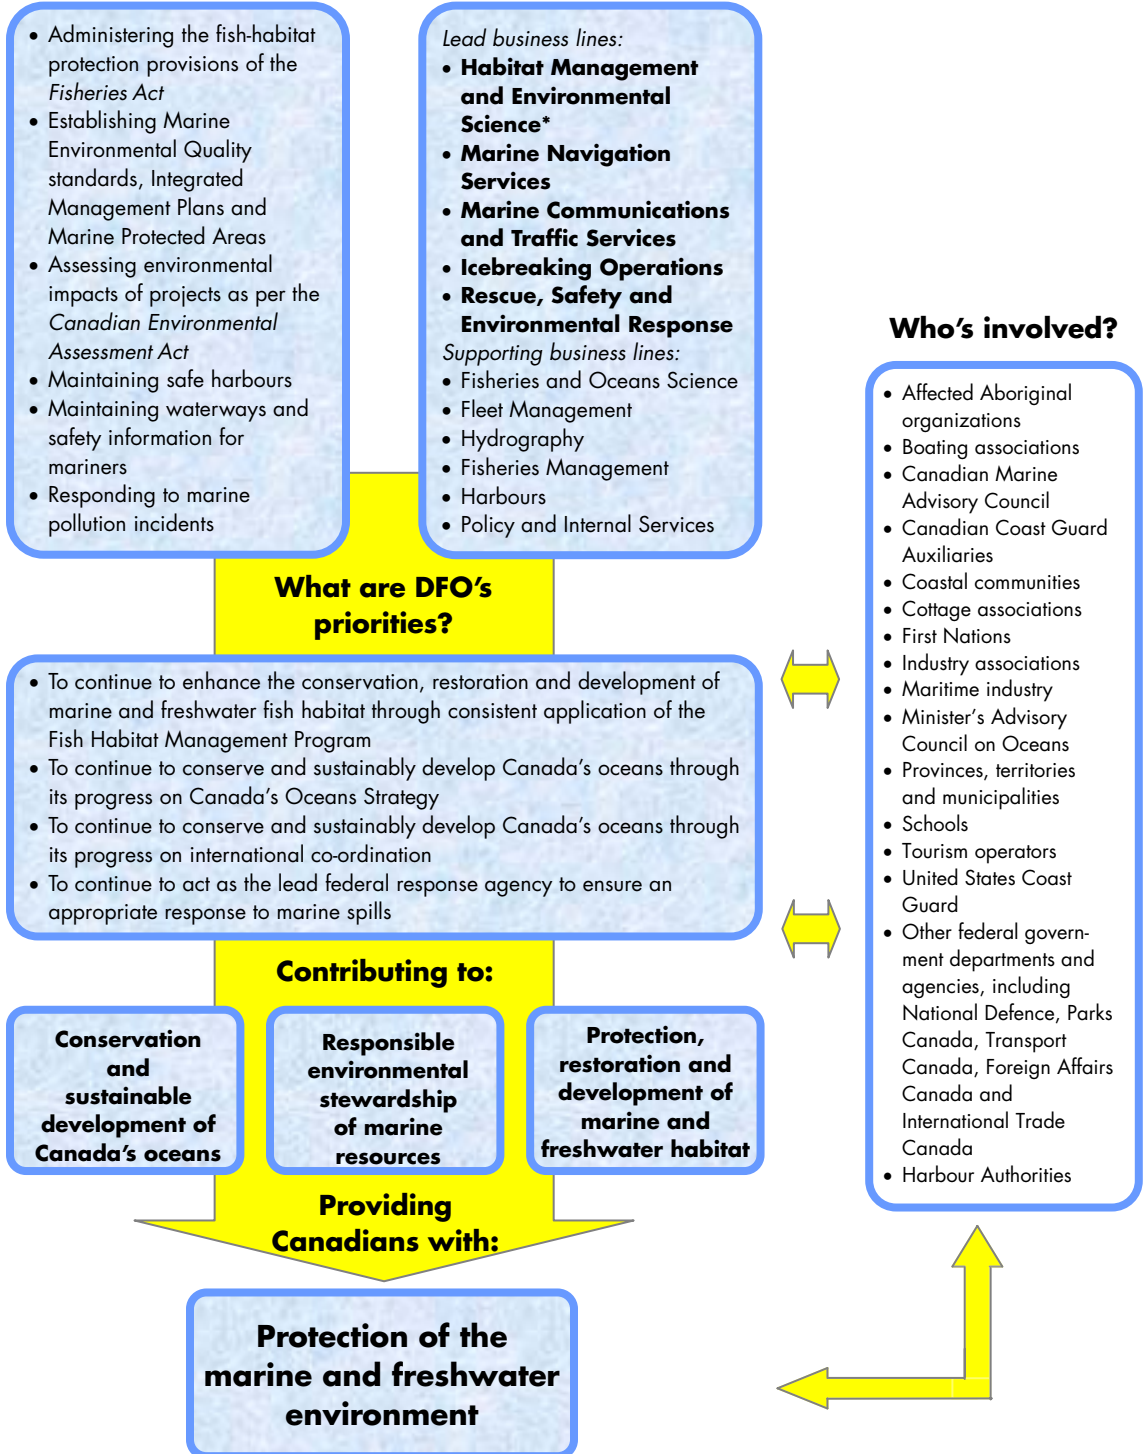 • Administering the fish-habitat
protection provisions of the
Fisheries Act
• Establishing Marine
Environmental Quality
standards, Integrated
Management Plans and
Marine Protected Areas
• Assessing environmental
impacts of projects as per the
Canadian Environmental
Assessment Act
• Maintaining safe harbours
• Maintaining waterways and
safety information for
mariners
• Responding to marine
pollution incidents
Lead business lines:
• Habitat Management
and Environmental
Science*
• Marine Navigation
Services
• Marine Communications
and Traffic Services
• Icebreaking Operations
• Rescue, Safety and
Environmental Response
Supporting business lines:
• Fisheries and Oceans Science
• Fleet Management
• Hydrography
• Fisheries Management
• Harbours
• Policy and Internal Services
What are DFO's
priorities?
• To continue to enhance the conservation, restoration and development of
marine and freshwater fish habitat through consistent application of the
Fish Habitat Management Program
• To continue to conserve and sustainably develop Canada's oceans through
its progress on Canada's Oceans Strategy
• To continue to conserve and sustainably develop Canada's oceans through
its progress on international co-ordination
• To continue to act as the lead federal response agency to ensure an
appropriate response to marine spills
Contributing to:
Conservation
and
sustainable
development of
Canada's oceans
Responsible
environmental
stewardship
of marine
resources
Protection,
restoration and
development of
marine and
freshwater habitat
Providing
Canadians with:
Protection of the
marine and freshwater
environment
Who's involved?
• Affected Aboriginal
organizations
• Boating associations
• Canadian Marine
Advisory Council
• Canadian Coast Guard
Auxiliaries
• Coastal communities
• Cottage associations
• First Nations
• Industry associations
• Maritime industry
• Minister's Advisory
Council on Oceans
• Provinces, territories
and municipalities
• Schools
• Tourism operators
• United States Coast
Guard
• Other federal govern-
ment departments and
agencies, including
National Defence, Parks
Canada, Transport
Canada, Foreign Affairs
Canada and
International Trade
Canada
• Harbour Authorities